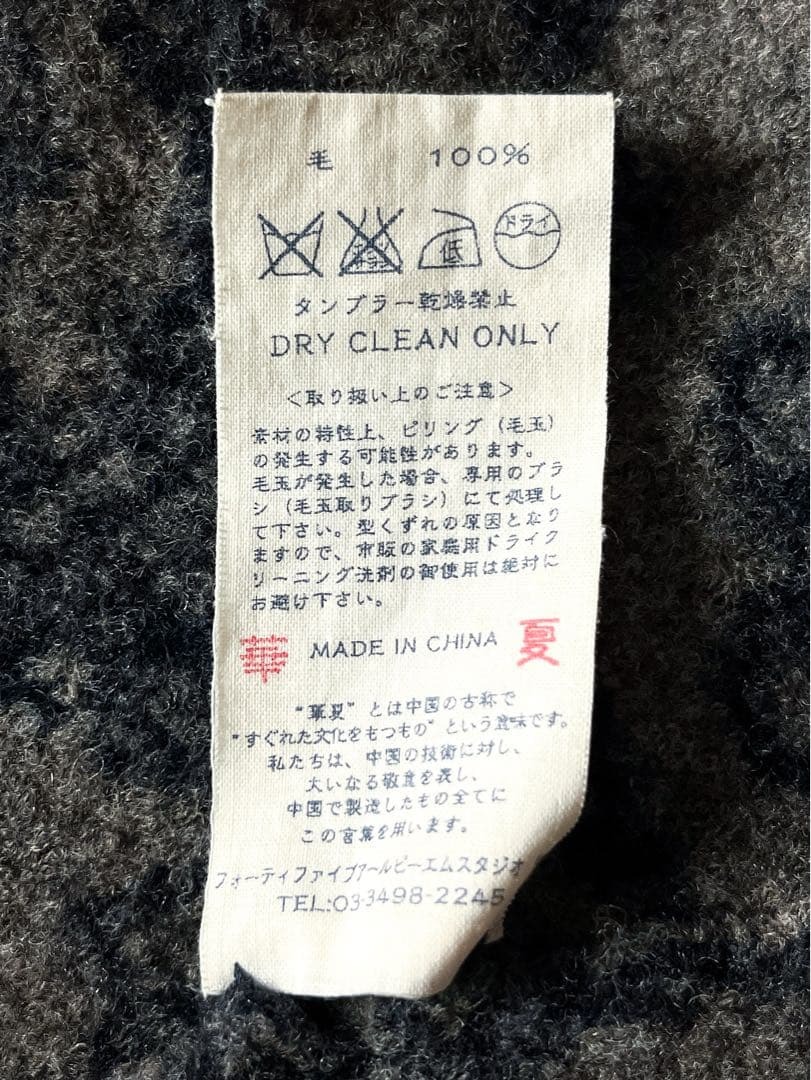 毛 100%
低 ドライ
タンブラー乾燥禁止
DRY CLEAN ONLY
＜取り扱い上のご注意＞
素材の特性上、ピリング（毛玉）
の発生する可能性があります。
毛玉が発生した場合、専用のブラ
シ（毛玉取りブラシ）にて処理し
て下さい。型くずれの原因となり
ますので、市販の家庭用ドライク
リーニング洗剤の御使用は絶対に
お避け下さい。
華 MADE IN CHINA 夏
“華夏”とは中国の古称で
“すぐれた文化をもつもの”という意味です。
私たちは、中国の技術に対し、
大いなる敬意を表し、
中国で製造したもの全てに
この言葉を用います。
フォーティファイブアールピーエムスタジオ
TEL:03-3498-2245